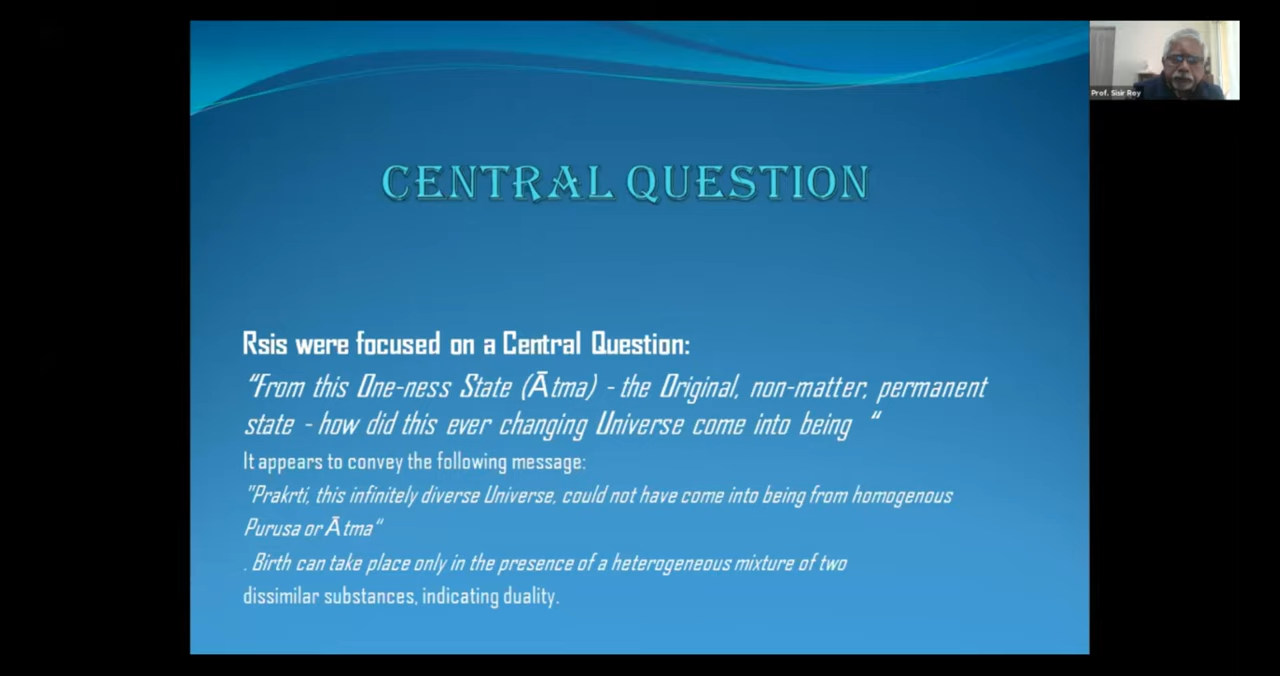 CENTRAL QUESTION
Prof. Sisir Roy
Rsis were focused on a Central Question:
"From this One-ness State (Ātma) - the Original, non-matter, permanent
state - how did this ever changing Universe come into being "
It appears to convey the following message:
"Prakrti, this infinitely diverse Universe, could not have come into being from homogenous
Purusa or Ātma"
. Birth can take place only in the presence of a heterogeneous mixture of two
dissimilar substances, indicating duality.